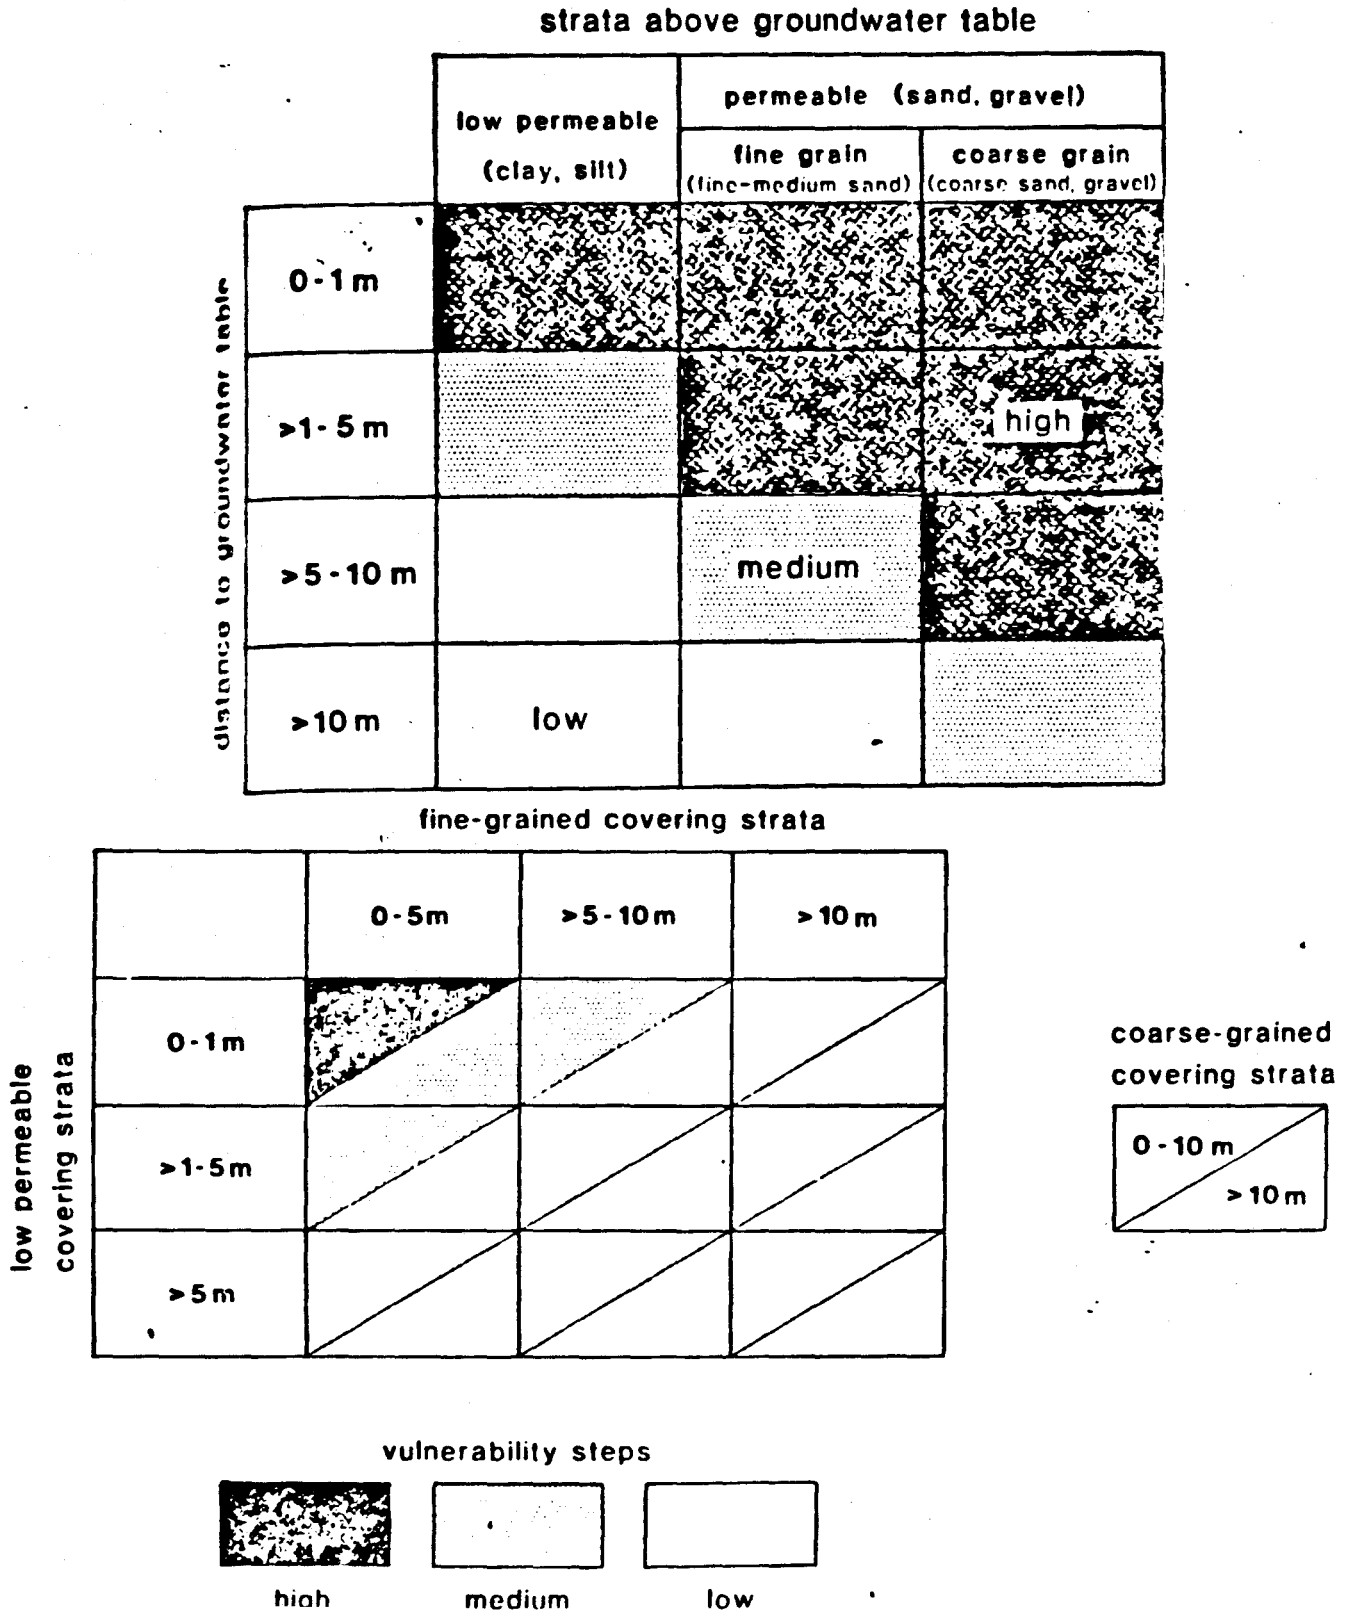 strata above groundwater table
low permeable
(clay, silt)
permeable (sand, gravel)
fine grain
(fine-medium sand)
coarse grain
(coarse sand, gravel)
distance to groundwater table
0-1 m
>1-5 m
high
>5-10 m
medium
>10 m
low
fine-grained covering strata
0-5m
>5-10m
>10 m
low permeable
covering strata
0-1m
>1-5m
>5m
coarse-grained
covering strata
0-10 m
>10 m
vulnerability steps
high
medium
low